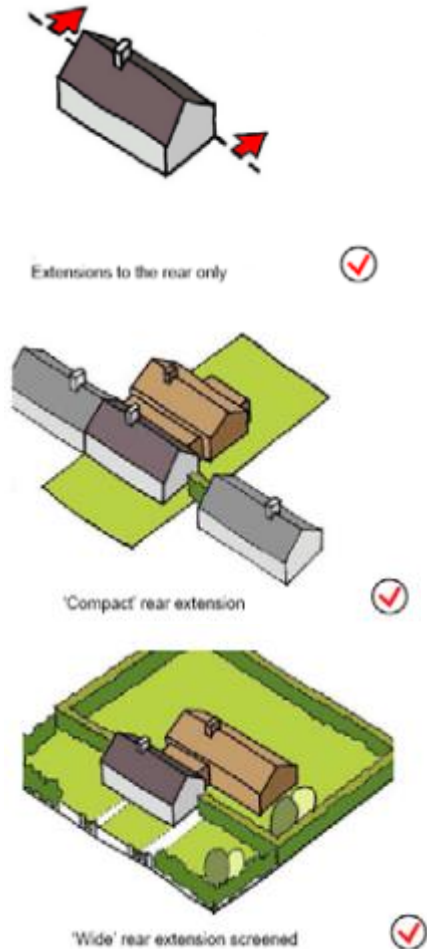 Extensions to the rear only
'Compact' rear extension
'Wide' rear extension screened